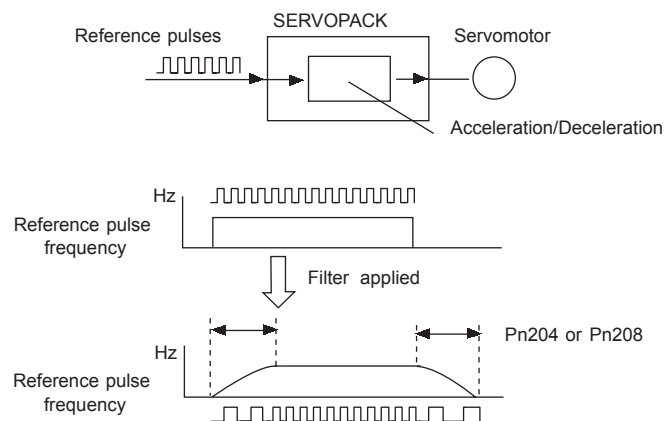 SERVOPACK
Reference pulses
Servomotor
Acceleration/Deceleration
Hz
Reference pulse
frequency
Filter applied
Pn204 or Pn208
Hz
Reference pulse
frequency